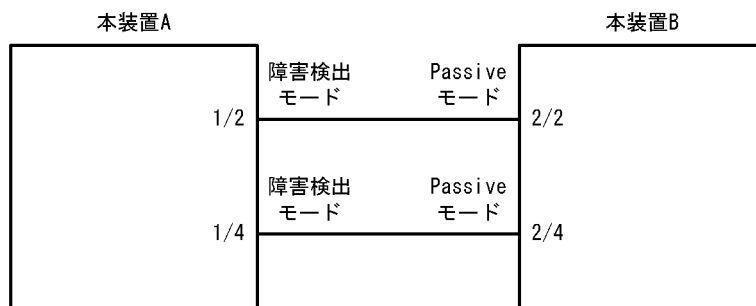 本装置A
本装置B
障害検出
モード
Passive
モード
1/2
2/2
障害検出
モード
Passive
モード
1/4
2/4